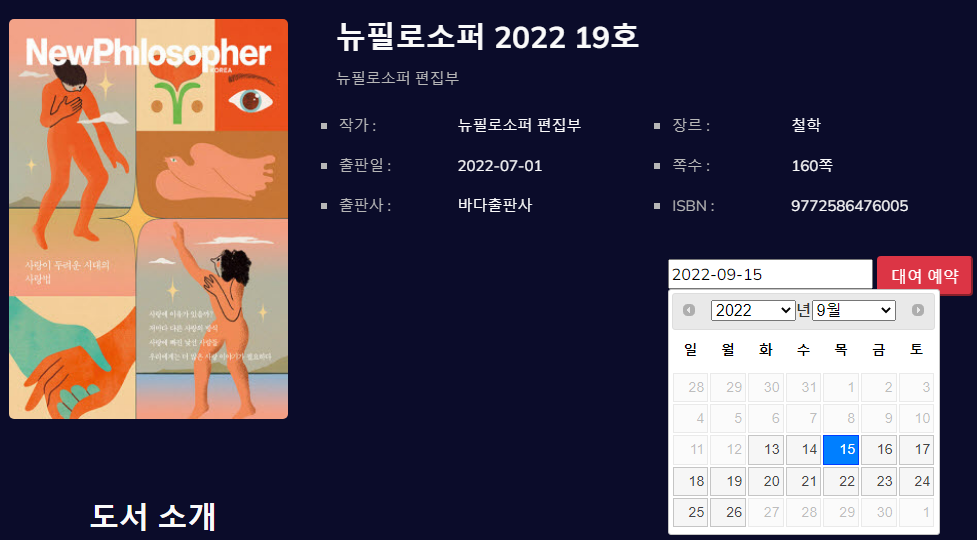 NewPhilosopher
KOREA
사랑이 두려운 시대의
사랑법
사랑에 이유가 있을까?
저마다 다른 사랑의 방식
사랑에 빠진 낯선 사람들
우리에게는 더 많은 사랑 이야기가 필요하다
뉴필로소퍼 2022 19호
뉴필로소퍼 편집부
작가 : 뉴필로소퍼 편집부 장르 : 철학
출판일 : 2022-07-01 쪽수 : 160쪽
출판사 : 바다출판사 ISBN : 9772586476005
2022-09-15 대여 예약
2022 년 9월
일 월 화 수 목 금 토
28 29 30 31 1 2 3
4 5 6 7 8 9 10
11 12 13 14 15 16 17
18 19 20 21 22 23 24
25 26 27 28 29 30 1
도서 소개